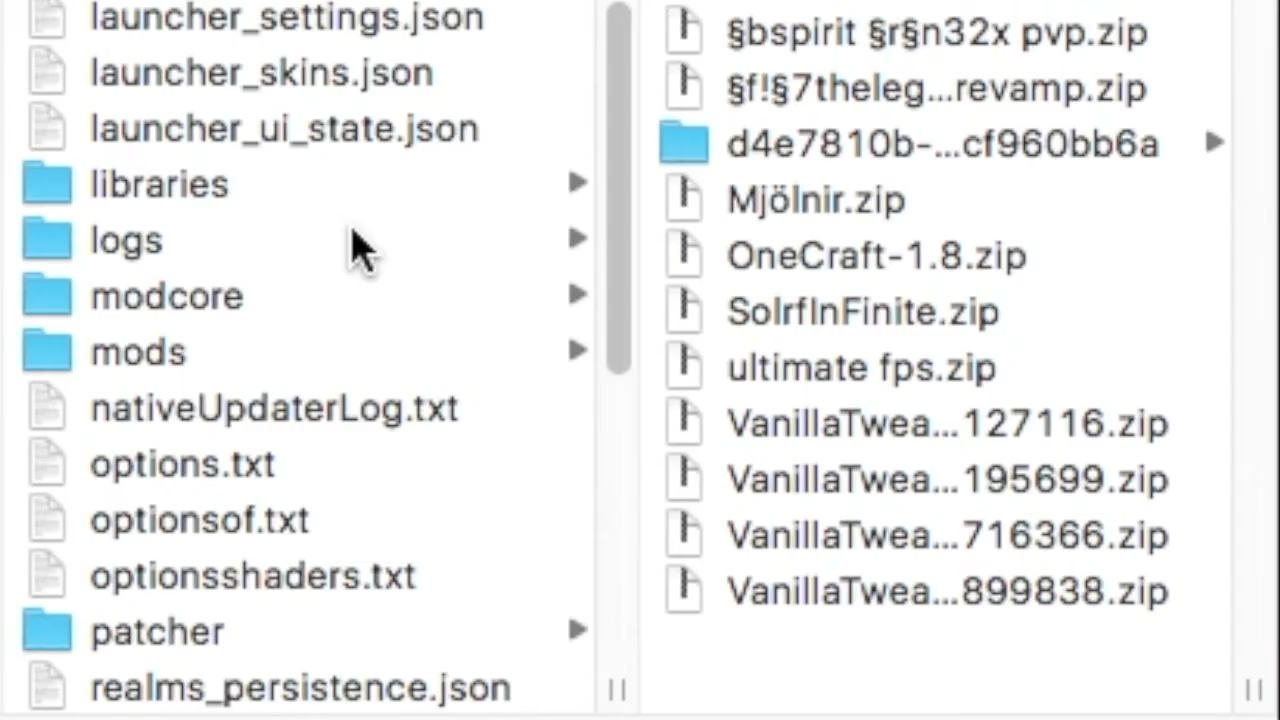 launcher_settings.json
launcher_skins.json
launcher_ui_state.json
libraries
logs
modcore
mods
nativeUpdaterLog.txt
options.txt
optionsof.txt
optionsshaders.txt
patcher
realms_persistence.json
§bspirit §r§n32x pvp.zip
§f!§7theleg...revamp.zip
d4e7810b-...cf960bb6a
Mjölnir.zip
OneCraft-1.8.zip
SolrfInFinite.zip
ultimate fps.zip
VanillaTwea...127116.zip
VanillaTwea...195699.zip
VanillaTwea...716366.zip
VanillaTwea...899838.zip